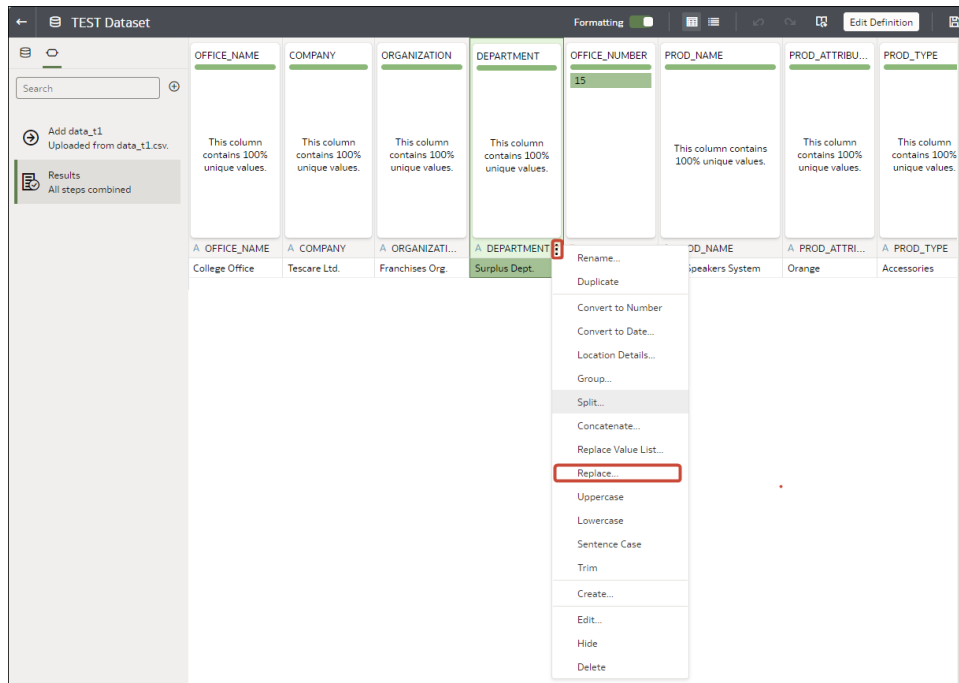 TEST Dataset
Formatting
Edit Definition
Search
Add data_t1
Uploaded from data_t1.csv.
Results
All steps combined
OFFICE_NAME
COMPANY
ORGANIZATION
DEPARTMENT
OFFICE_NUMBER
PROD_NAME
PROD_ATTRIBU...
PROD_TYPE
15
This column
contains 100%
unique values.
This column
contains 100%
unique values.
This column
contains 100%
unique values.
This column
contains 100%
unique values.
This column contains
100% unique values.
This column
contains 100%
unique values.
This column
contains 100%
unique values.
A OFFICE_NAME
A COMPANY
A ORGANIZATI...
A DEPARTMENT
OD_NAME
A PROD_ATTRI...
A PROD_TYPE
College Office
Tescare Ltd.
Franchises Org.
Surplus Dept.
Speakers System
Orange
Accessories
Rename...
Duplicate
Convert to Number
Convert to Date...
Location Details...
Group...
Split...
Concatenate...
Replace Value List...
Replace...
Uppercase
Lowercase
Sentence Case
Trim
Create...
Edit...
Hide
Delete